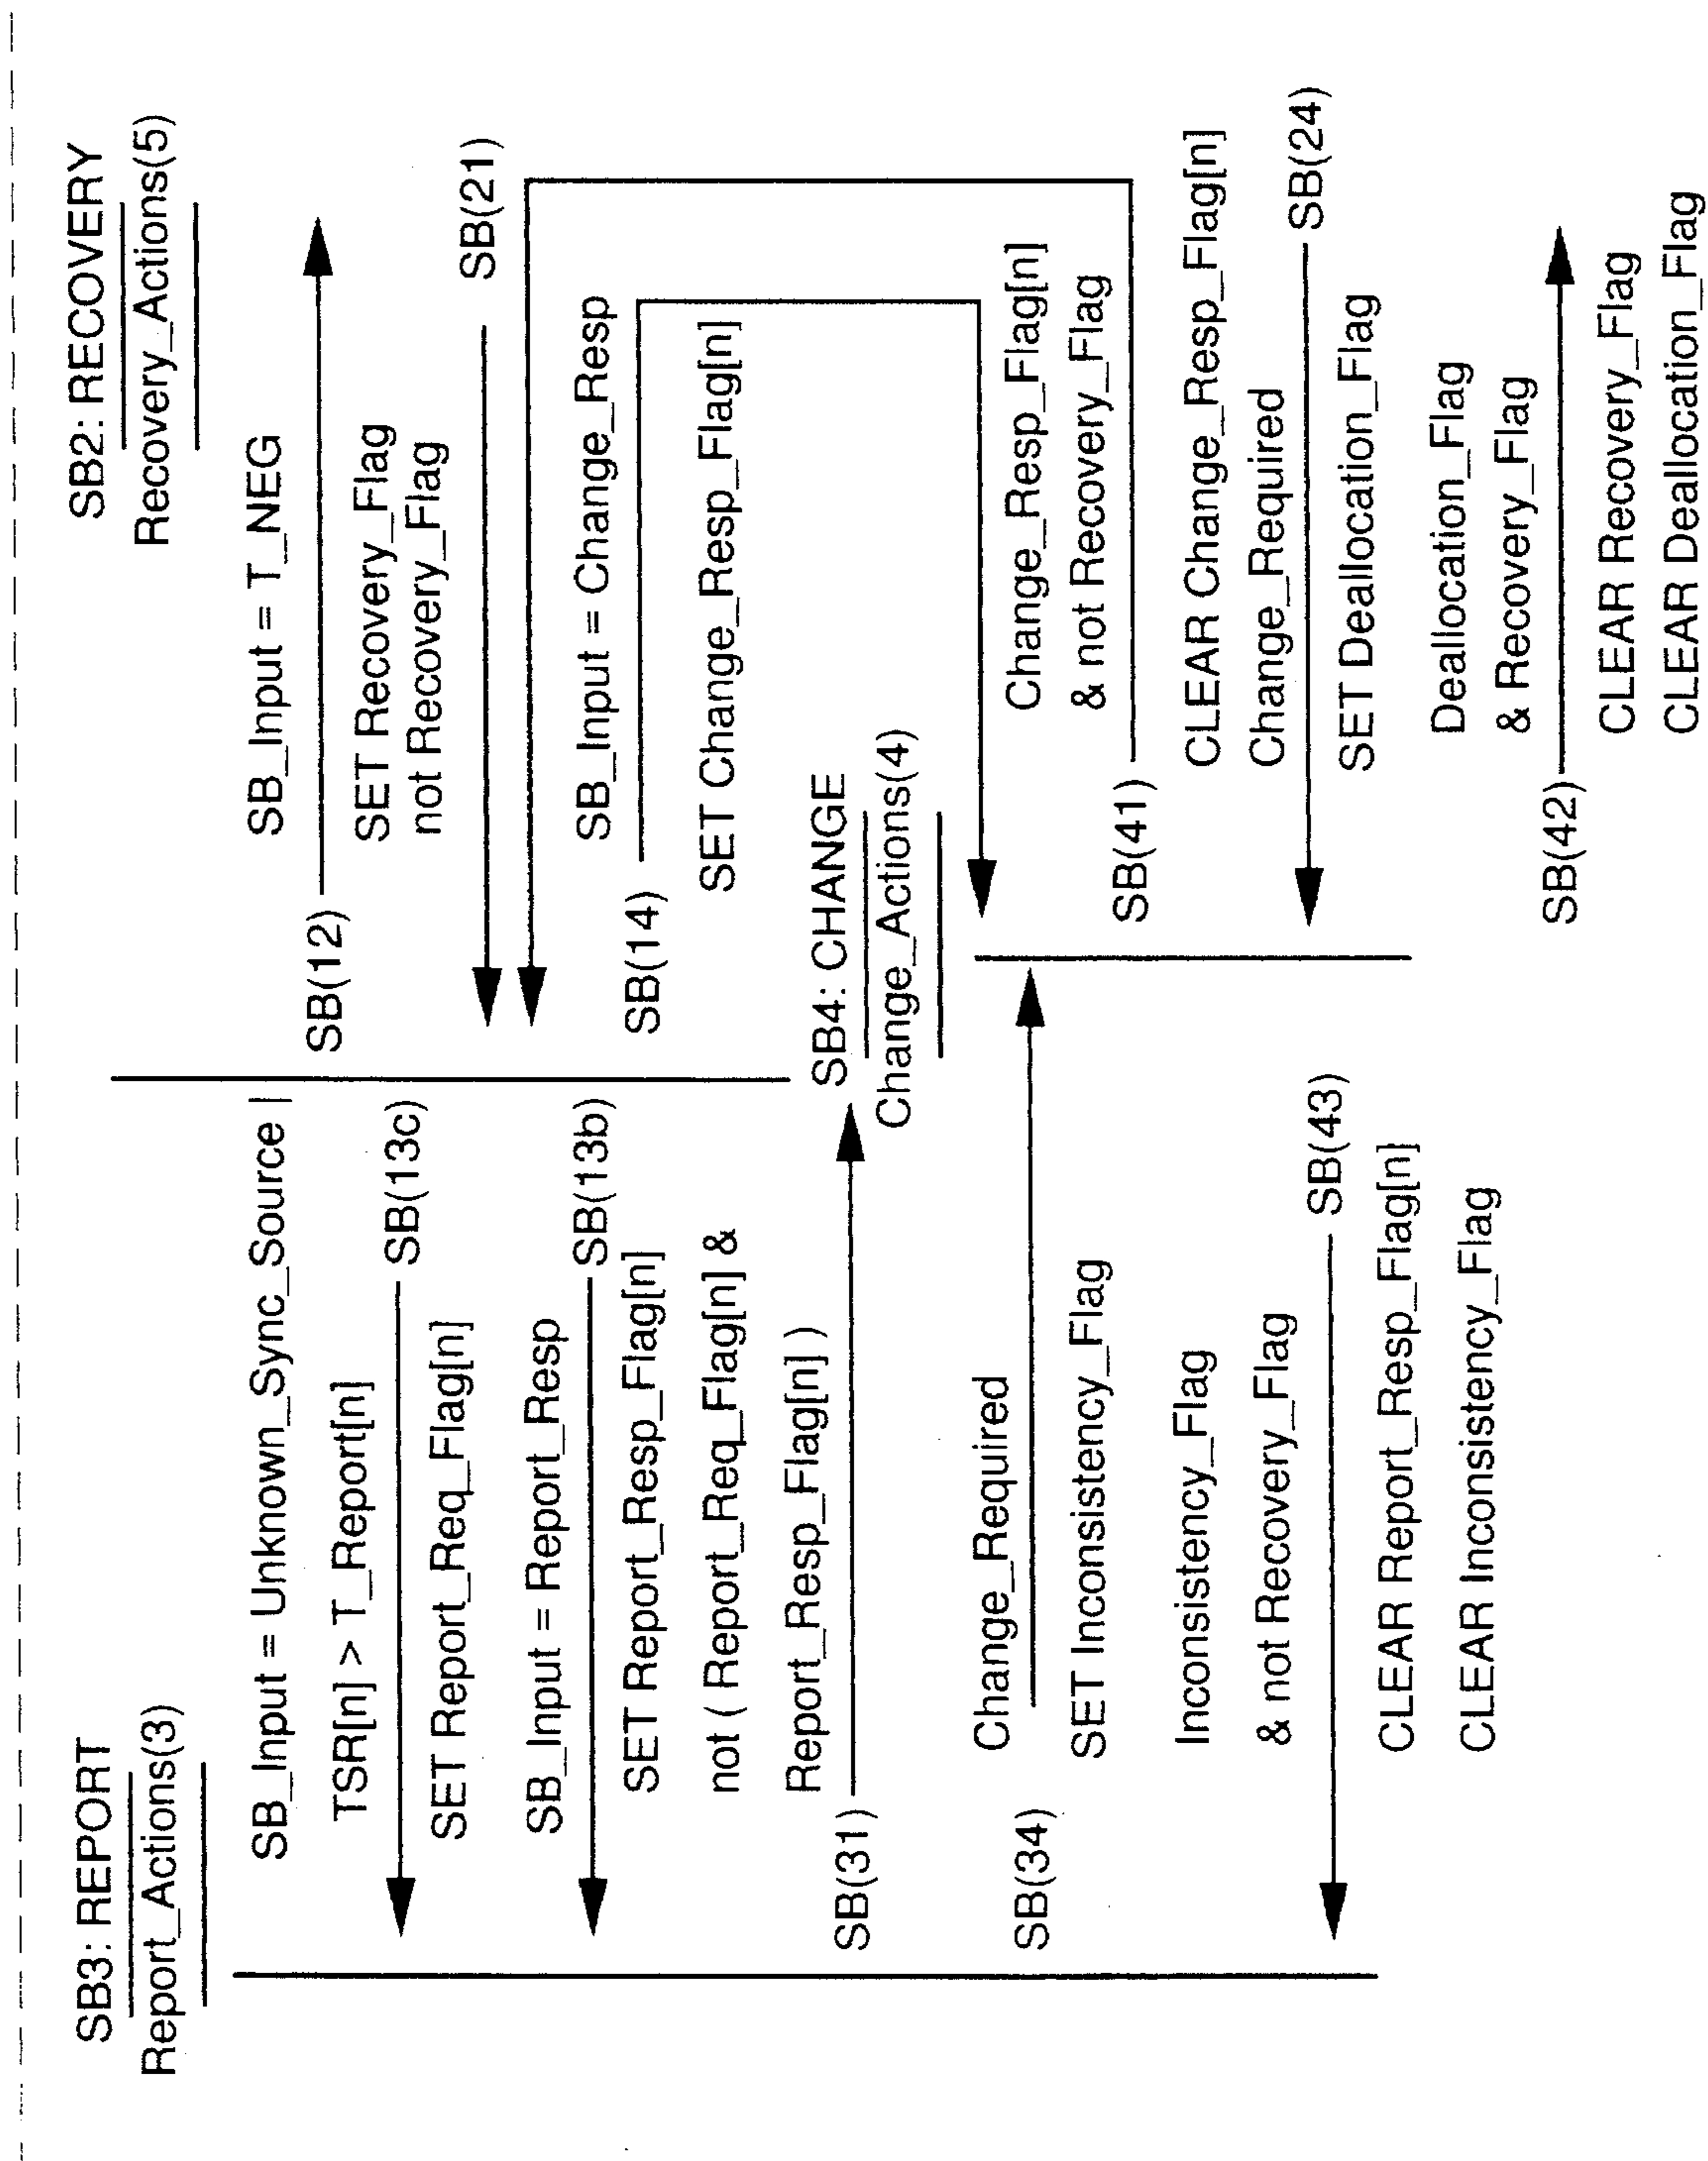 SB3: REPORT
Report_Actions(3)
SB_Input = Unknown_Sync_Source |
TSR[n] > T_Report[n]
SB(13c)
SET Report_Req_Flag[n]
SB_Input = Report_Resp
SB(13b)
SET Report_Resp_Flag[n]
not ( Report_Req_Flag[n] &
Report_Resp_Flag[n] )
SB(31)
Change_Required
SB(34)
SET Inconsistency_Flag
Inconsistency_Flag
& not Recovery_Flag
SB(43)
CLEAR Report_Resp_Flag[n]
CLEAR Inconsistency_Flag
SB2: RECOVERY
Recovery_Actions(5)
SB_Input = T_NEG
SB(12)
SET Recovery_Flag
not Recovery_Flag
SB(21)
SB_Input = Change_Resp
SB(14)
SET Change_Resp_Flag[n]
SB4: CHANGE
Change_Actions(4)
Change_Resp_Flag[n]
& not Recovery_Flag
SB(41)
CLEAR Change_Resp_Flag[n]
Change_Required
SB(24)
SET Deallocation_Flag
Deallocation_Flag
& Recovery_Flag
SB(42)
CLEAR Recovery_Flag
CLEAR Deallocation_Flag